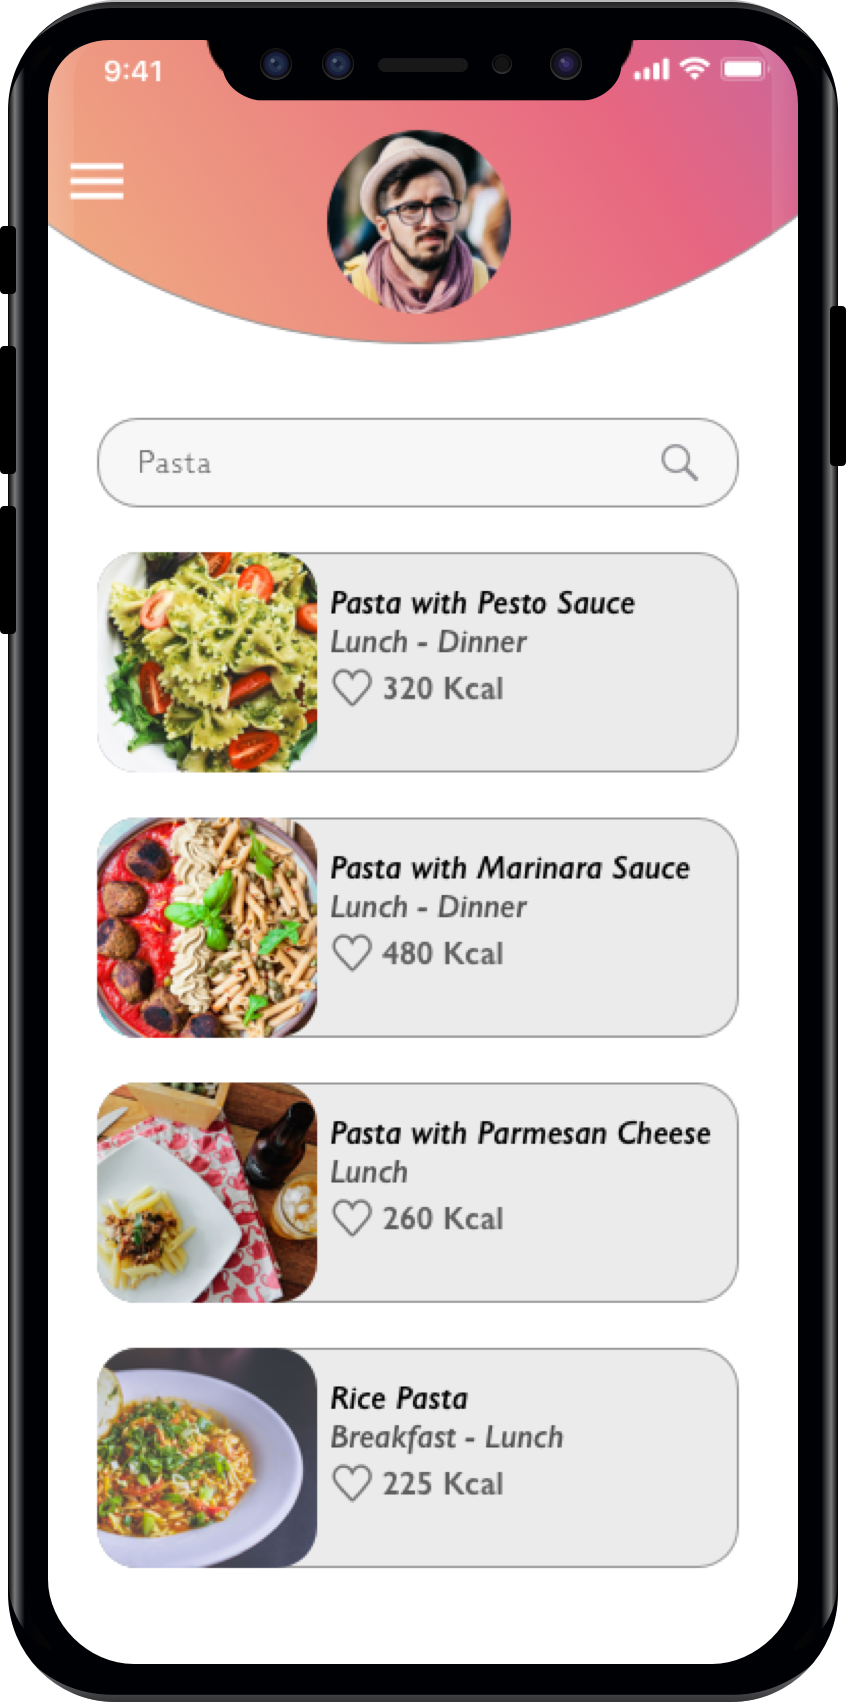 9:41
Pasta
Pasta with Pesto Sauce
Lunch - Dinner
320 Kcal
Pasta with Marinara Sauce
Lunch - Dinner
480 Kcal
Pasta with Parmesan Cheese
Lunch
260 Kcal
Rice Pasta
Breakfast - Lunch
225 Kcal